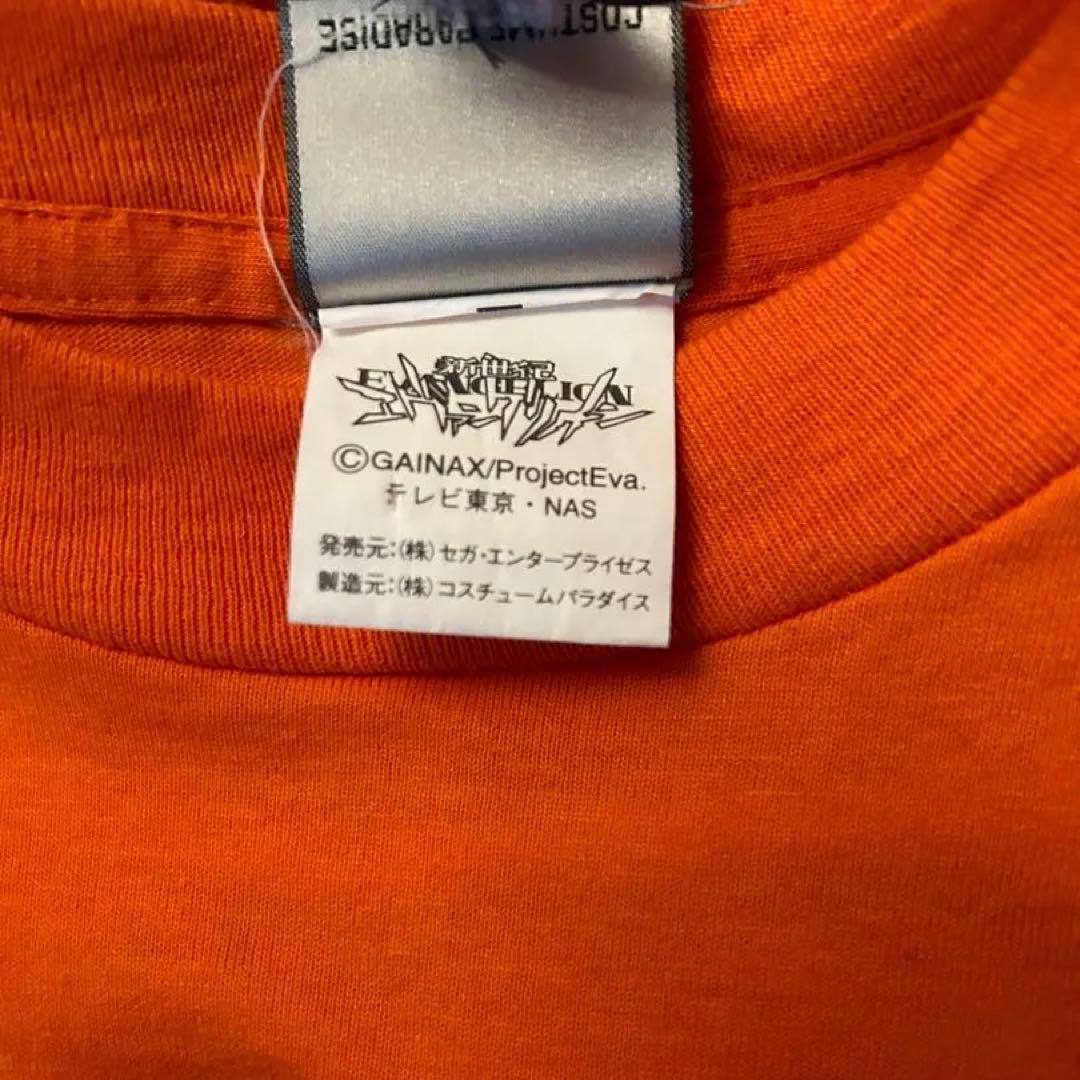 COSTUME PARADISE
新世紀
EVANGELION
エヴァンゲリオン
©GAINAX/ProjectEva.
テレビ東京・NAS
発売元:(株)セガ・エンタープライゼス
製造元:(株)コスチュームパラダイス